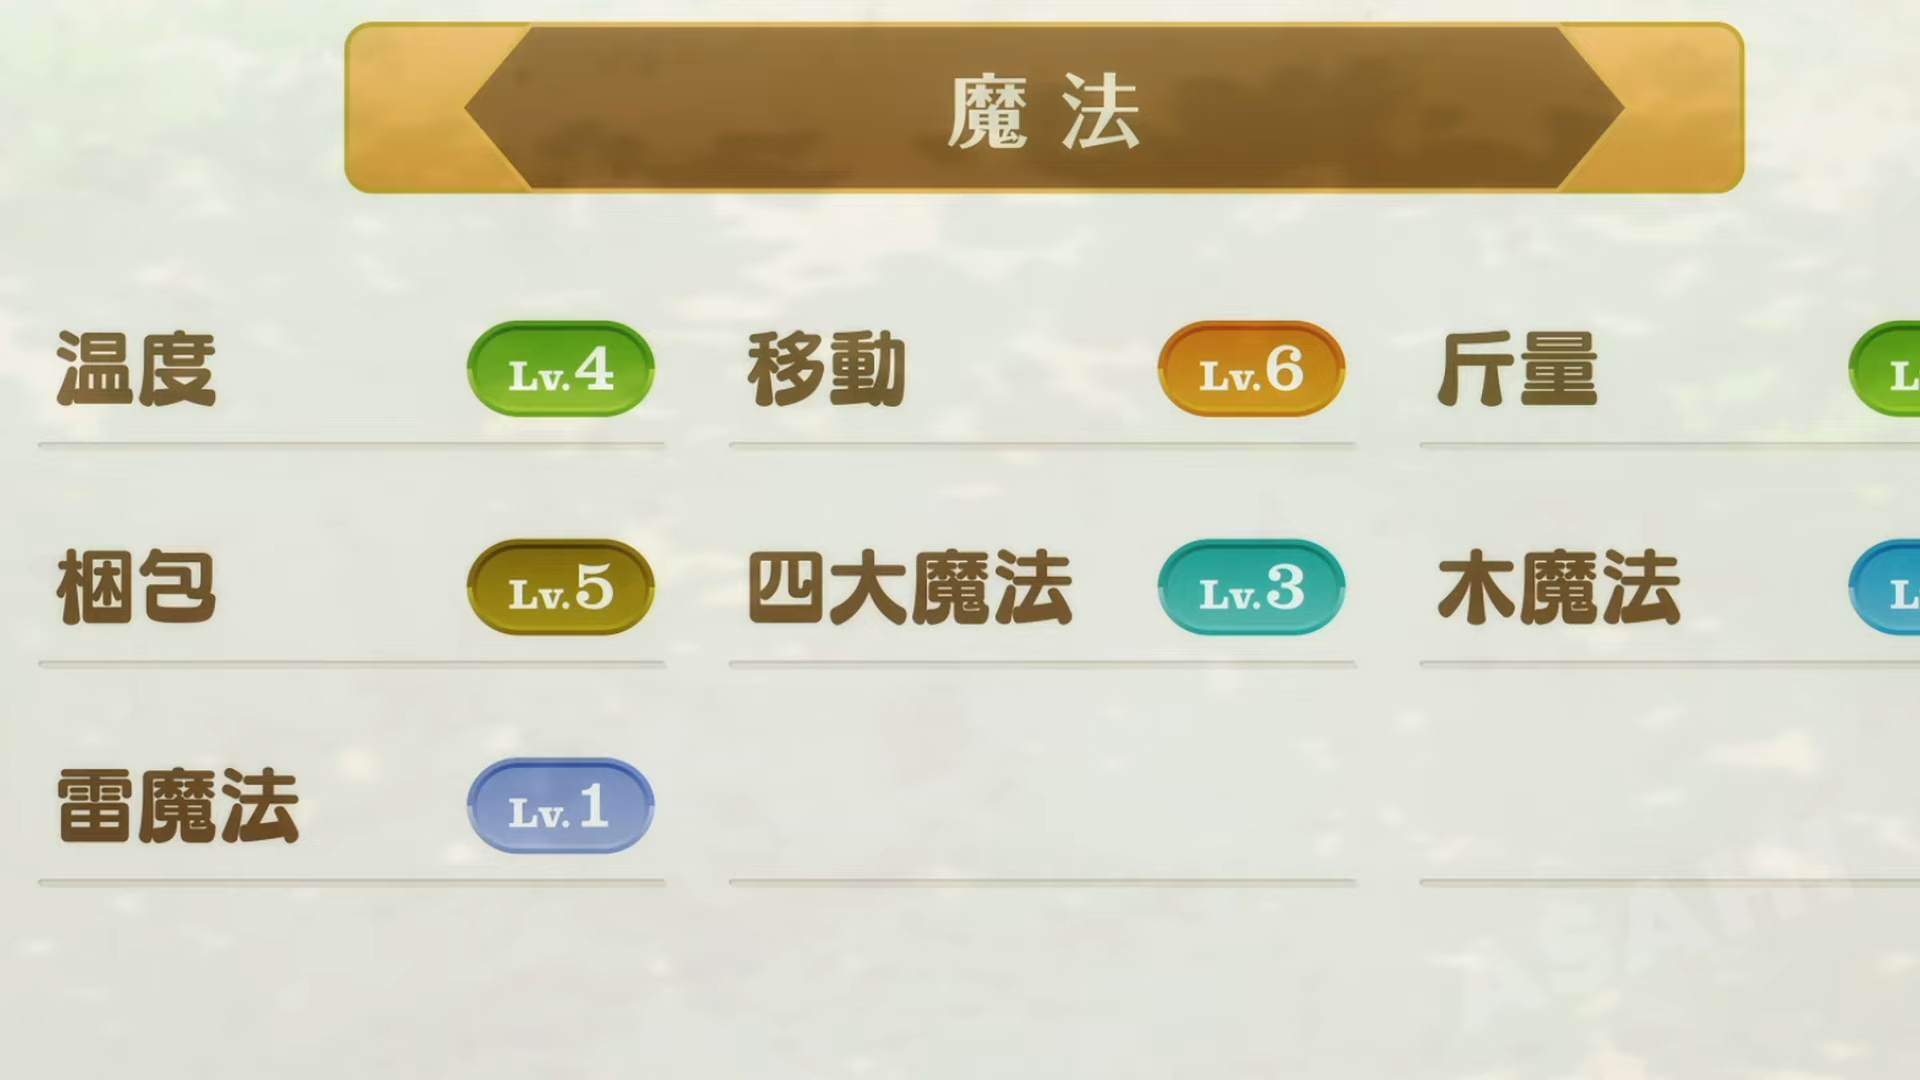 魔法
温度 Lv.4 移動 Lv.6 斤量
梱包 Lv.5 四大魔法 Lv.3 木魔法
雷魔法 Lv.1
ASAHI